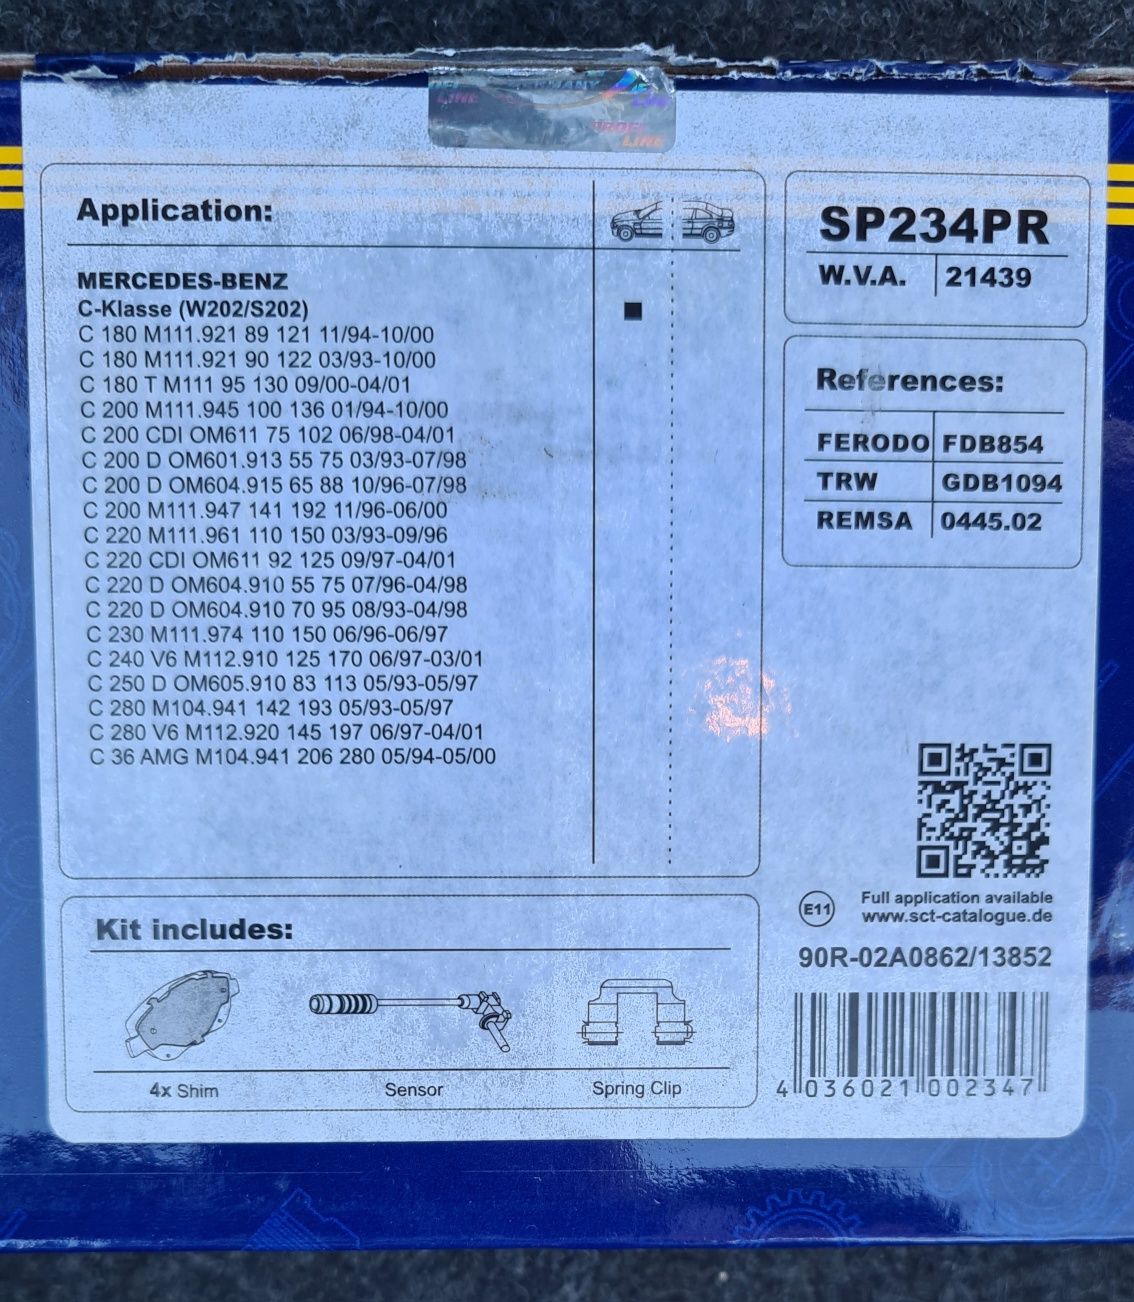 PROFI
LINE
Application:
MERCEDES-BENZ
C-Klasse (W202/S202)
C 180 M111.921 89 121 11/94-10/00
C 180 M111.921 90 122 03/93-10/00
C 180 T M111 95 130 09/00-04/01
C 200 M111.945 100 136 01/94-10/00
C 200 CDI OM611 75 102 06/98-04/01
C 200 D OM601.913 55 75 03/93-07/98
C 200 D OM604.915 65 88 10/96-07/98
C 200 M111.947 141 192 11/96-06/00
C 220 M111.961 110 150 03/93-09/96
C 220 CDI OM611 92 125 09/97-04/01
C 220 D OM604.910 55 75 07/96-04/98
C 220 D OM604.910 70 95 08/93-04/98
C 230 M111.974 110 150 06/96-06/97
C 240 V6 M112.910 125 170 06/97-03/01
C 250 D OM605.910 83 113 05/93-05/97
C 280 M104.941 142 193 05/93-05/97
C 280 V6 M112.920 145 197 06/97-04/01
C 36 AMG M104.941 206 280 05/94-05/00
SP234PR
W.V.A. 21439
References:
FERODO FDB854
TRW GDB1094
REMSA 0445.02
E11
Full application available
www.sct-catalogue.de
90R-02A0862/13852
4 036021 002347
Kit includes:
4x Shim
Sensor
Spring Clip